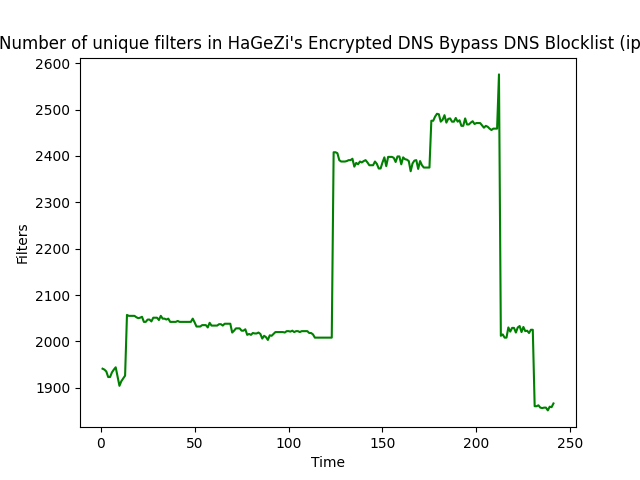 Number of unique filters in HaGeZi's Encrypted DNS Bypass DNS Blocklist (ip
2600
2500
2400
2300
2200
2100
2000
1900
Filters
0 50 100 150 200 250
Time